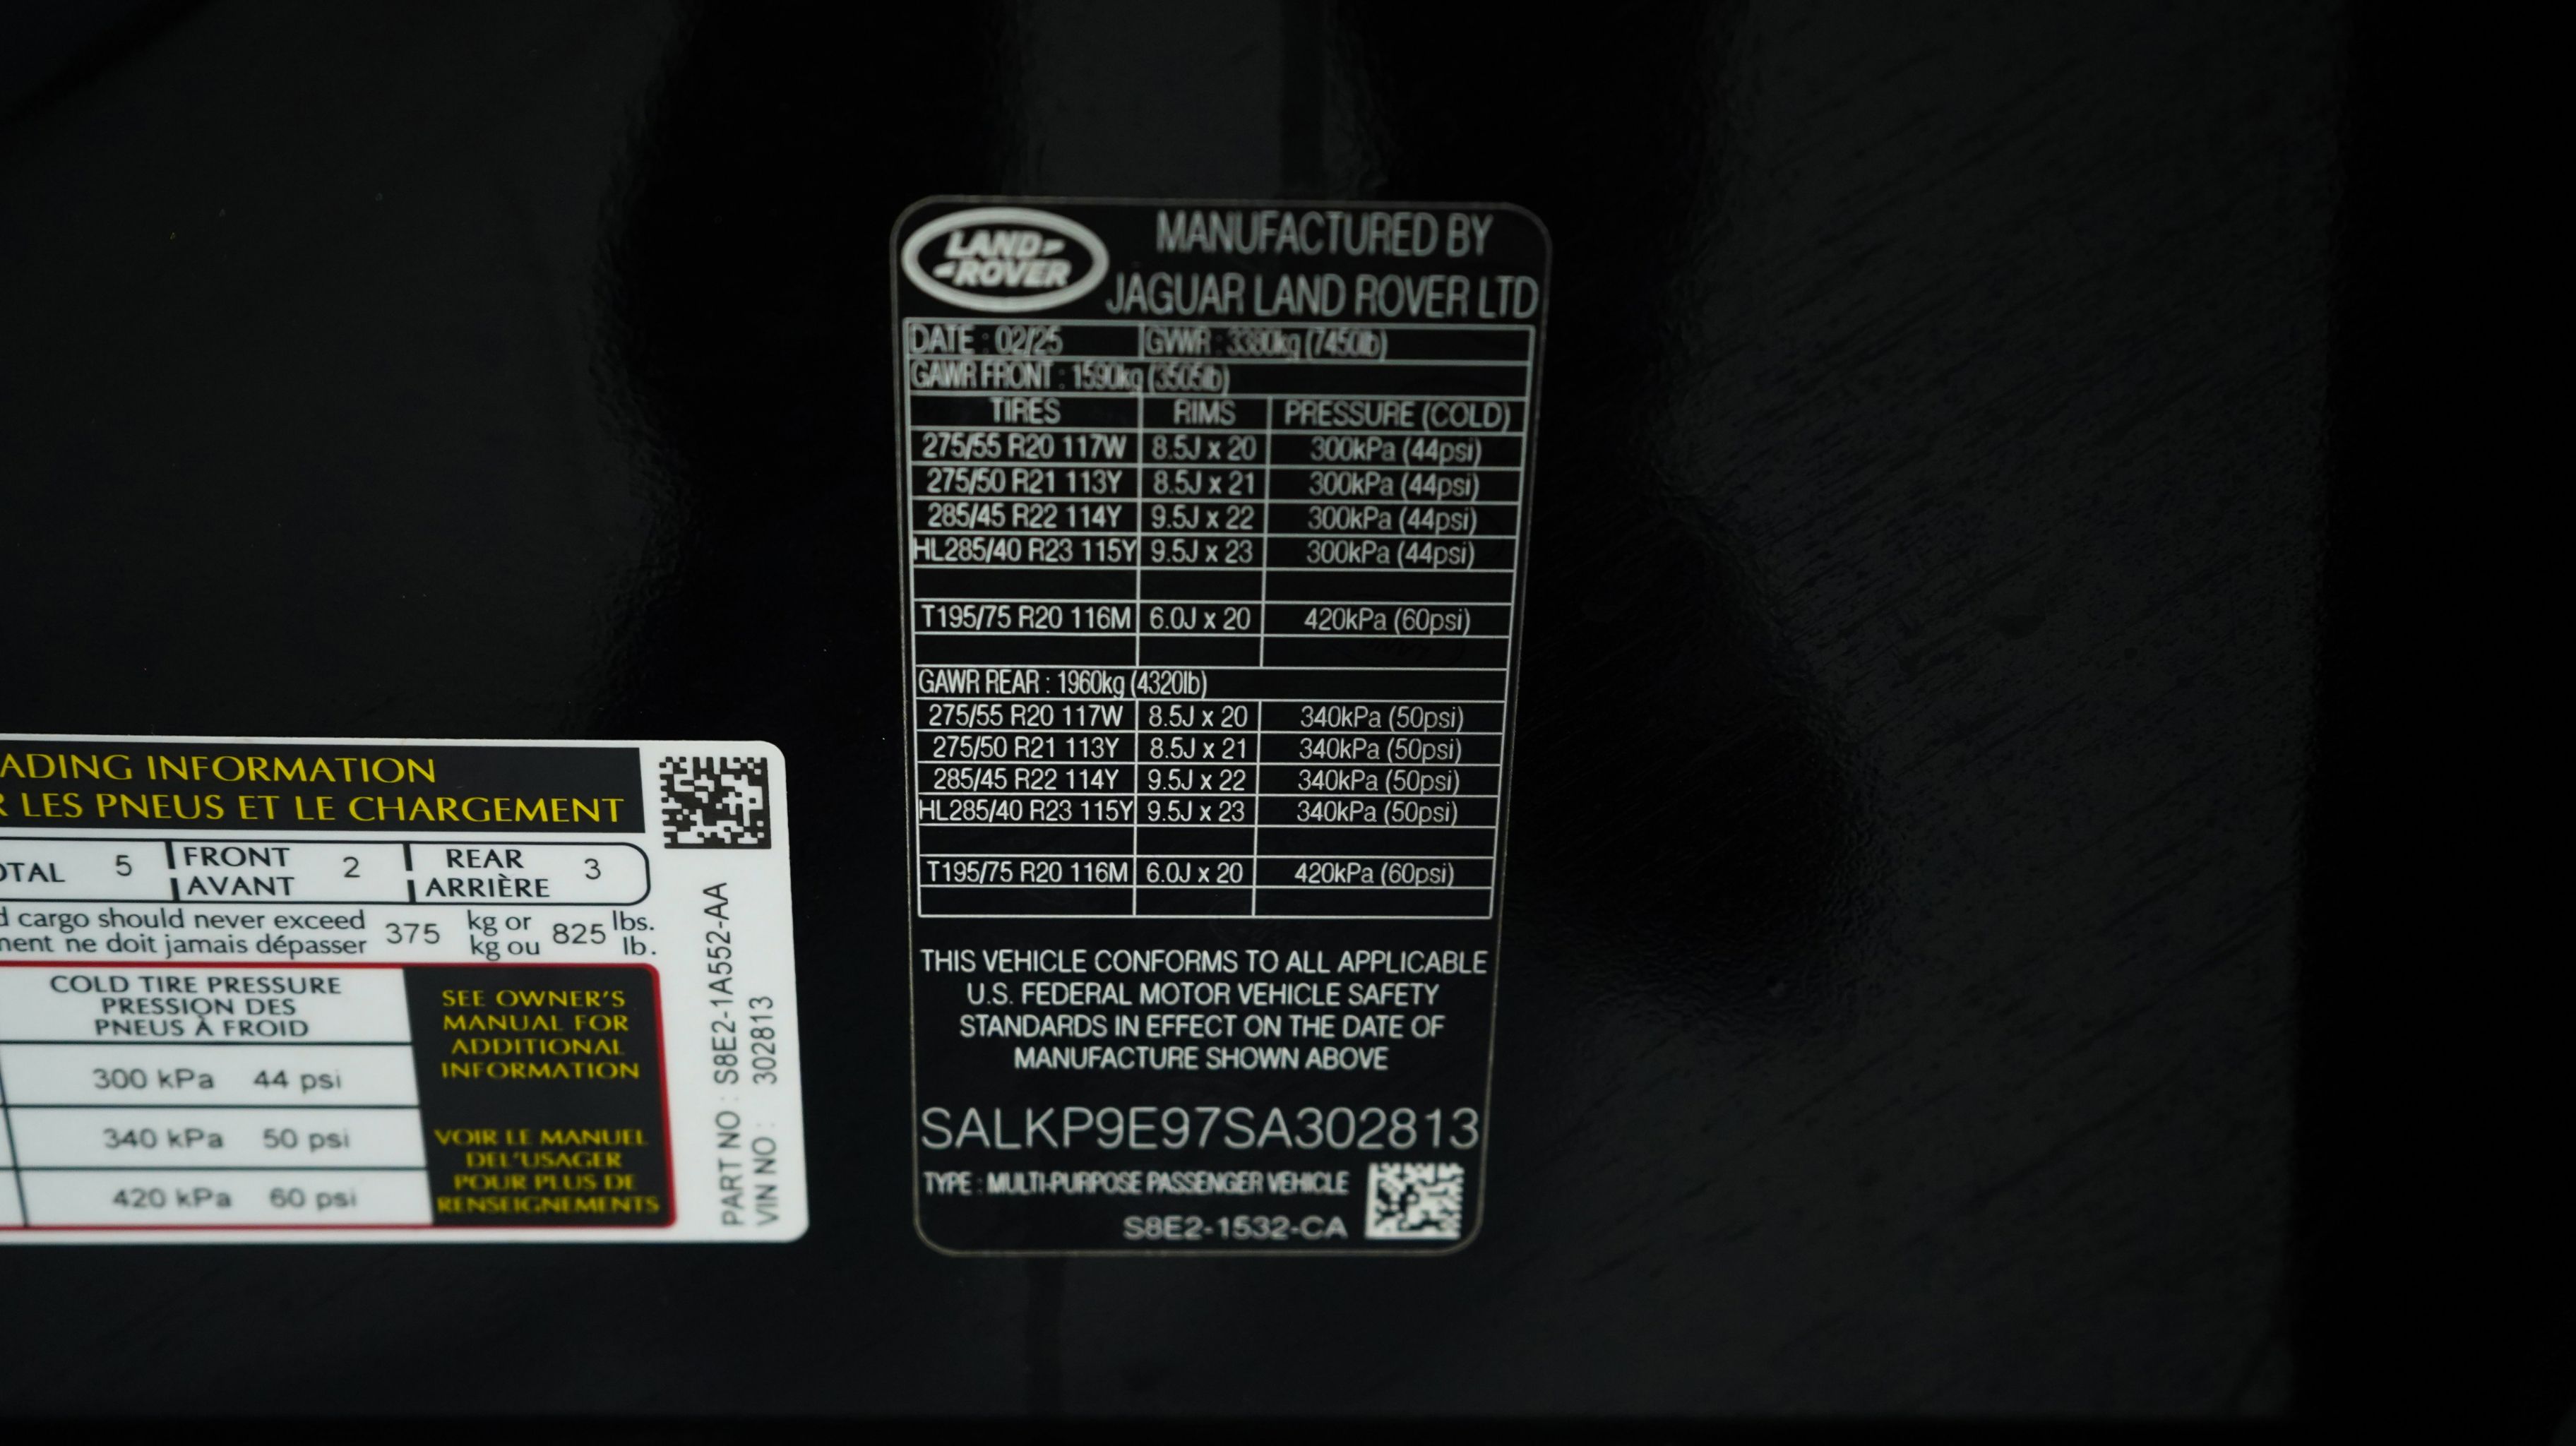 ADING INFORMATION
R LES PNEUS ET LE CHARGEMENT
OTAL 5 FRONT AVANT 2 REAR ARRIÈRE 3
d cargo should never exceed 375 kg or 825 lbs.
ment ne doit jamais dépasser kg ou lb.
COLD TIRE PRESSURE
PRESSION DES
PNEUS À FROID
300 kPa 44 psi
340 kPa 50 psi
420 kPa 60 psi
SEE OWNER'S
MANUAL FOR
ADDITIONAL
INFORMATION
VOIR LE MANUEL
DEL'USAGER
POUR PLUS DE
RENSEIGNEMENTS
PART NO : S8E2-1A552-AA
VIN NO : 302813
LAND
ROVER
MANUFACTURED BY
JAGUAR LAND ROVER LTD
DATE : 02/25 GVWR : 3380kg (7450lb)
GAWR FRONT : 1590kg (3505lb)
TIRES RIMS PRESSURE (COLD)
275/55 R20 117W 8.5J x 20 300kPa (44psi)
275/50 R21 113Y 8.5J x 21 300kPa (44psi)
285/45 R22 114Y 9.5J x 22 300kPa (44psi)
HL285/40 R23 115Y 9.5J x 23 300kPa (44psi)
T195/75 R20 116M 6.0J x 20 420kPa (60psi)
GAWR REAR : 1960kg (4320lb)
275/55 R20 117W 8.5J x 20 340kPa (50psi)
275/50 R21 113Y 8.5J x 21 340kPa (50psi)
285/45 R22 114Y 9.5J x 22 340kPa (50psi)
HL285/40 R23 115Y 9.5J x 23 340kPa (50psi)
T195/75 R20 116M 6.0J x 20 420kPa (60psi)
THIS VEHICLE CONFORMS TO ALL APPLICABLE
U.S. FEDERAL MOTOR VEHICLE SAFETY
STANDARDS IN EFFECT ON THE DATE OF
MANUFACTURE SHOWN ABOVE
SALKP9E97SA302813
TYPE : MULTI-PURPOSE PASSENGER VEHICLE
S8E2-1532-CA